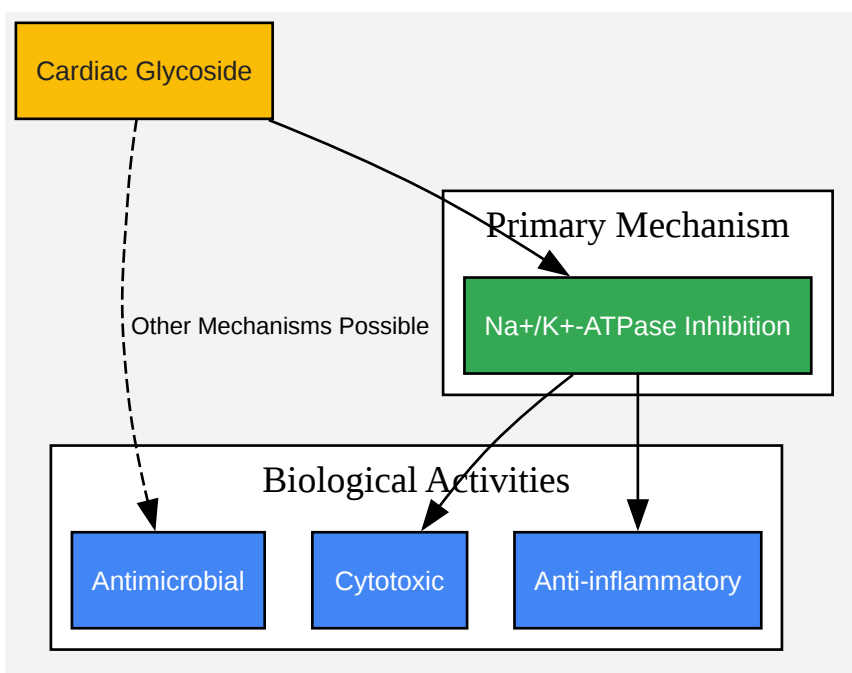 Cardiac Glycoside
Primary Mechanism
Na+/K+-ATPase Inhibition
Other Mechanisms Possible
Biological Activities
Antimicrobial
Cytotoxic
Anti-inflammatory